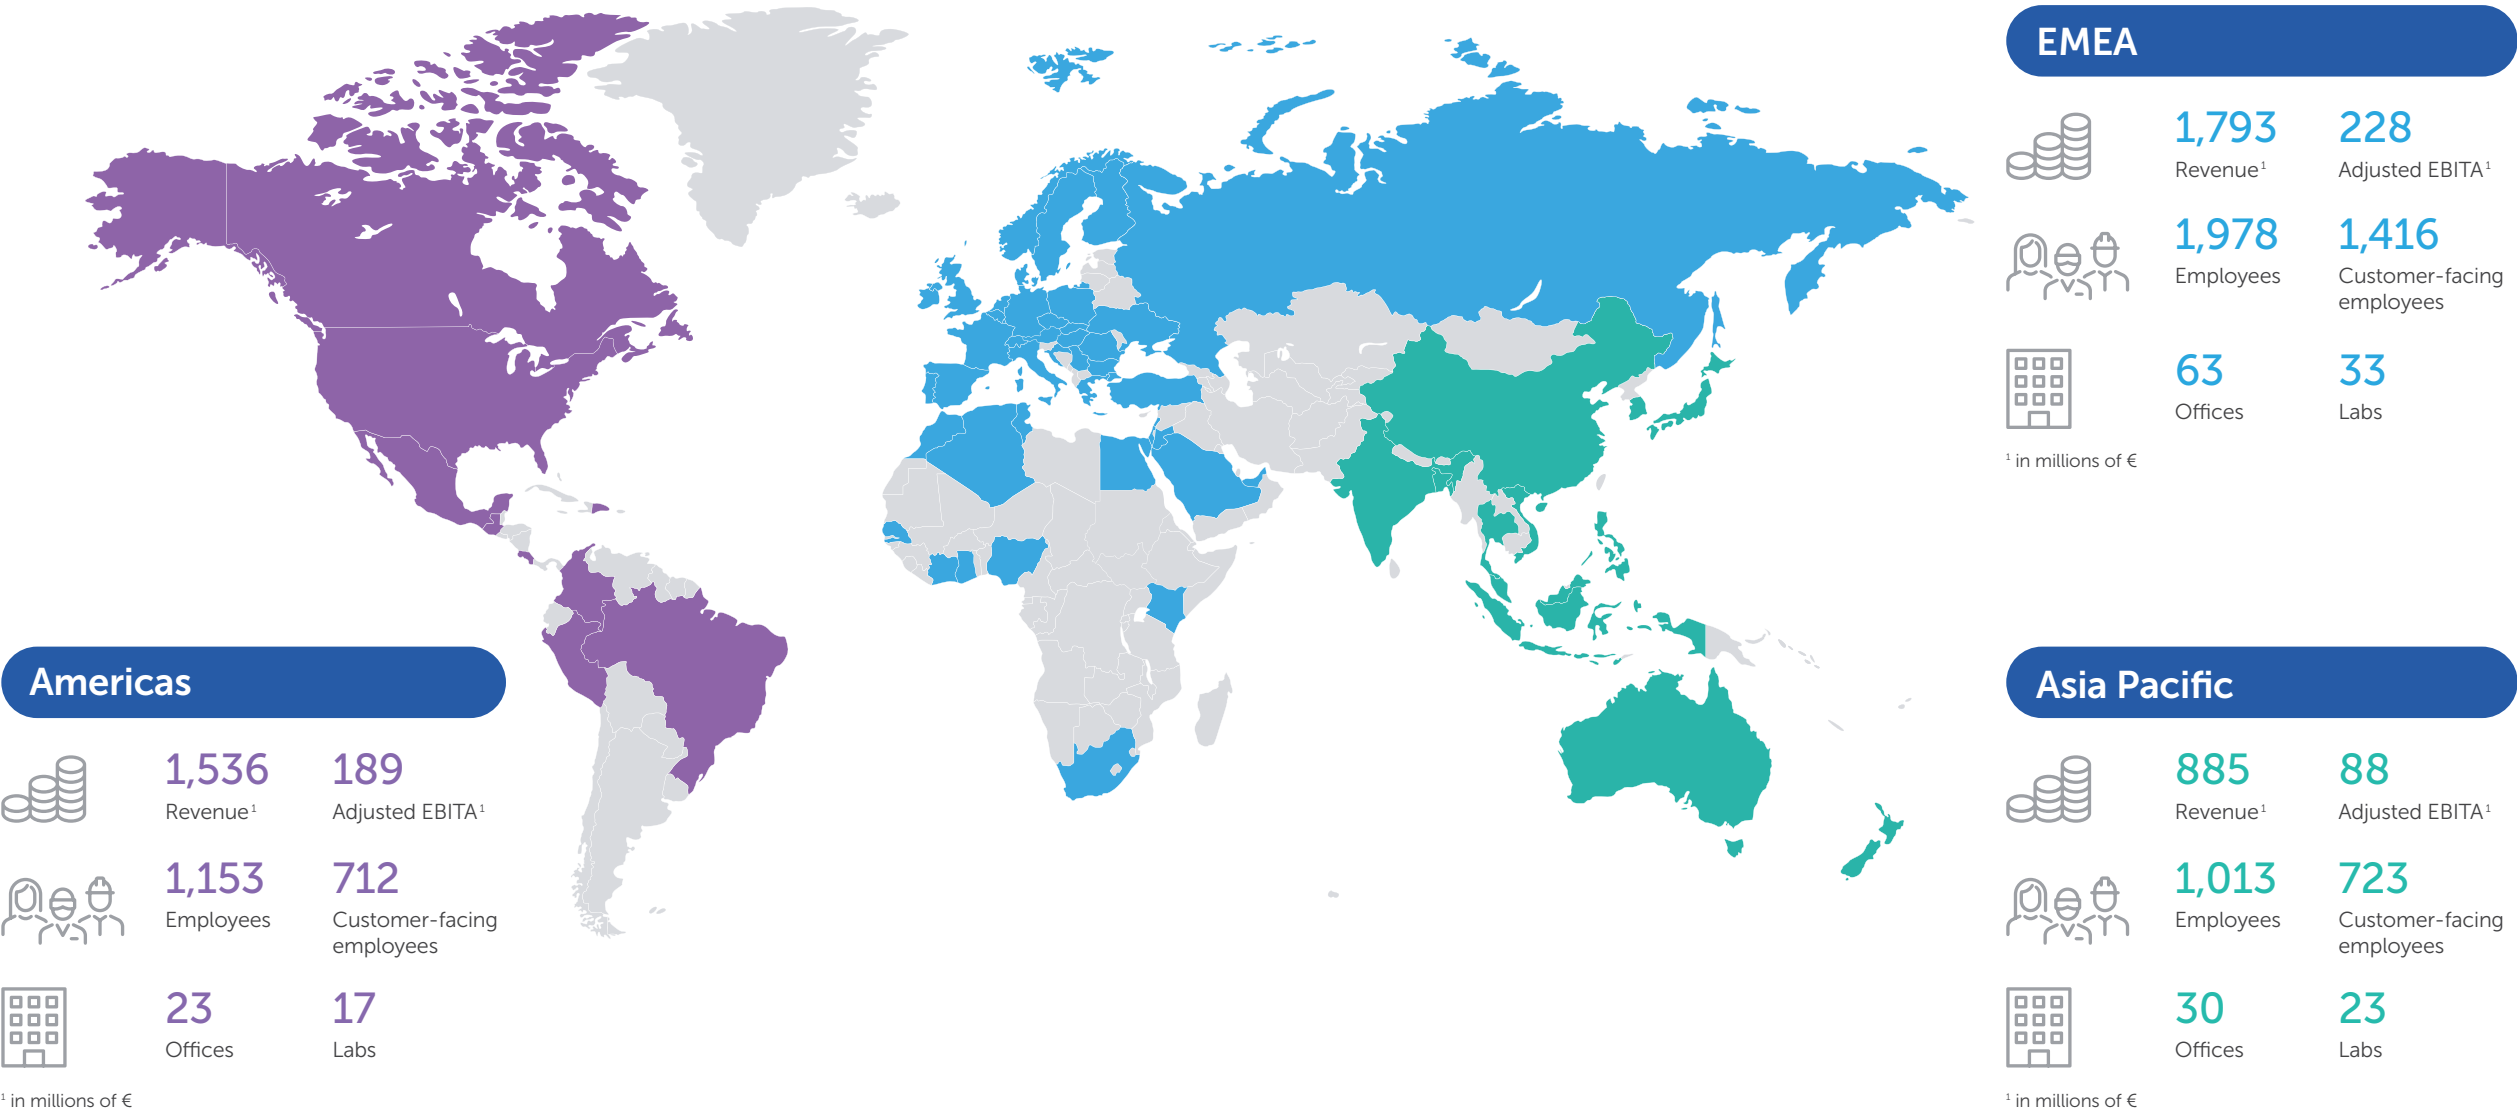 EMEA
1,793 228
Revenue¹ Adjusted EBITA¹
1,978 1,416
Employees Customer-facing
employees
63 33
Offices Labs
¹ in millions of €
Americas
1,536 189
Revenue¹ Adjusted EBITA¹
1,153 712
Employees Customer-facing
employees
23 17
Offices Labs
¹ in millions of €
Asia Pacific
885 88
Revenue¹ Adjusted EBITA¹
1,013 723
Employees Customer-facing
employees
30 23
Offices Labs
¹ in millions of €